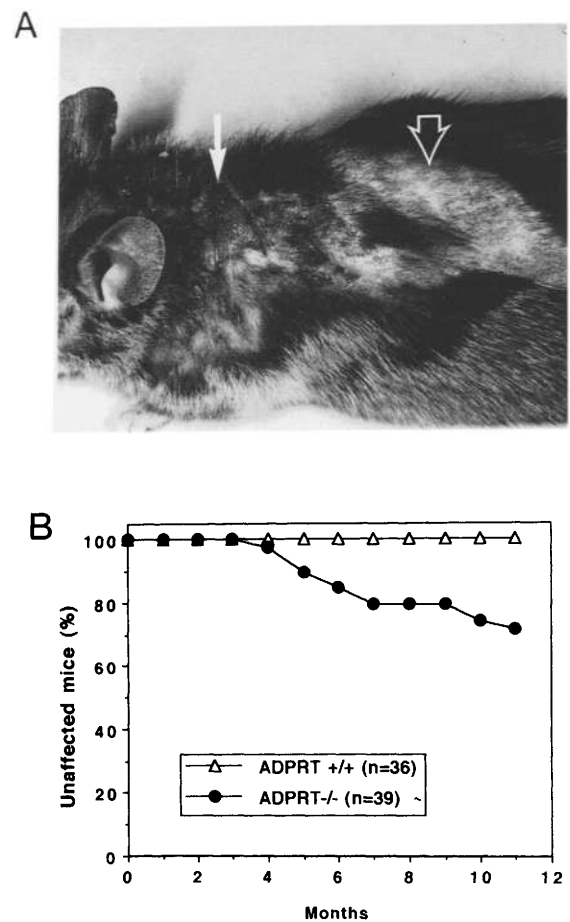 A
B
Unaffected mice (%)
100
80
60
40
20
0
ADPRT +/+ (n=36)
ADPRT-/- (n=39) ~
0 2 4 6 8 10 12
Months